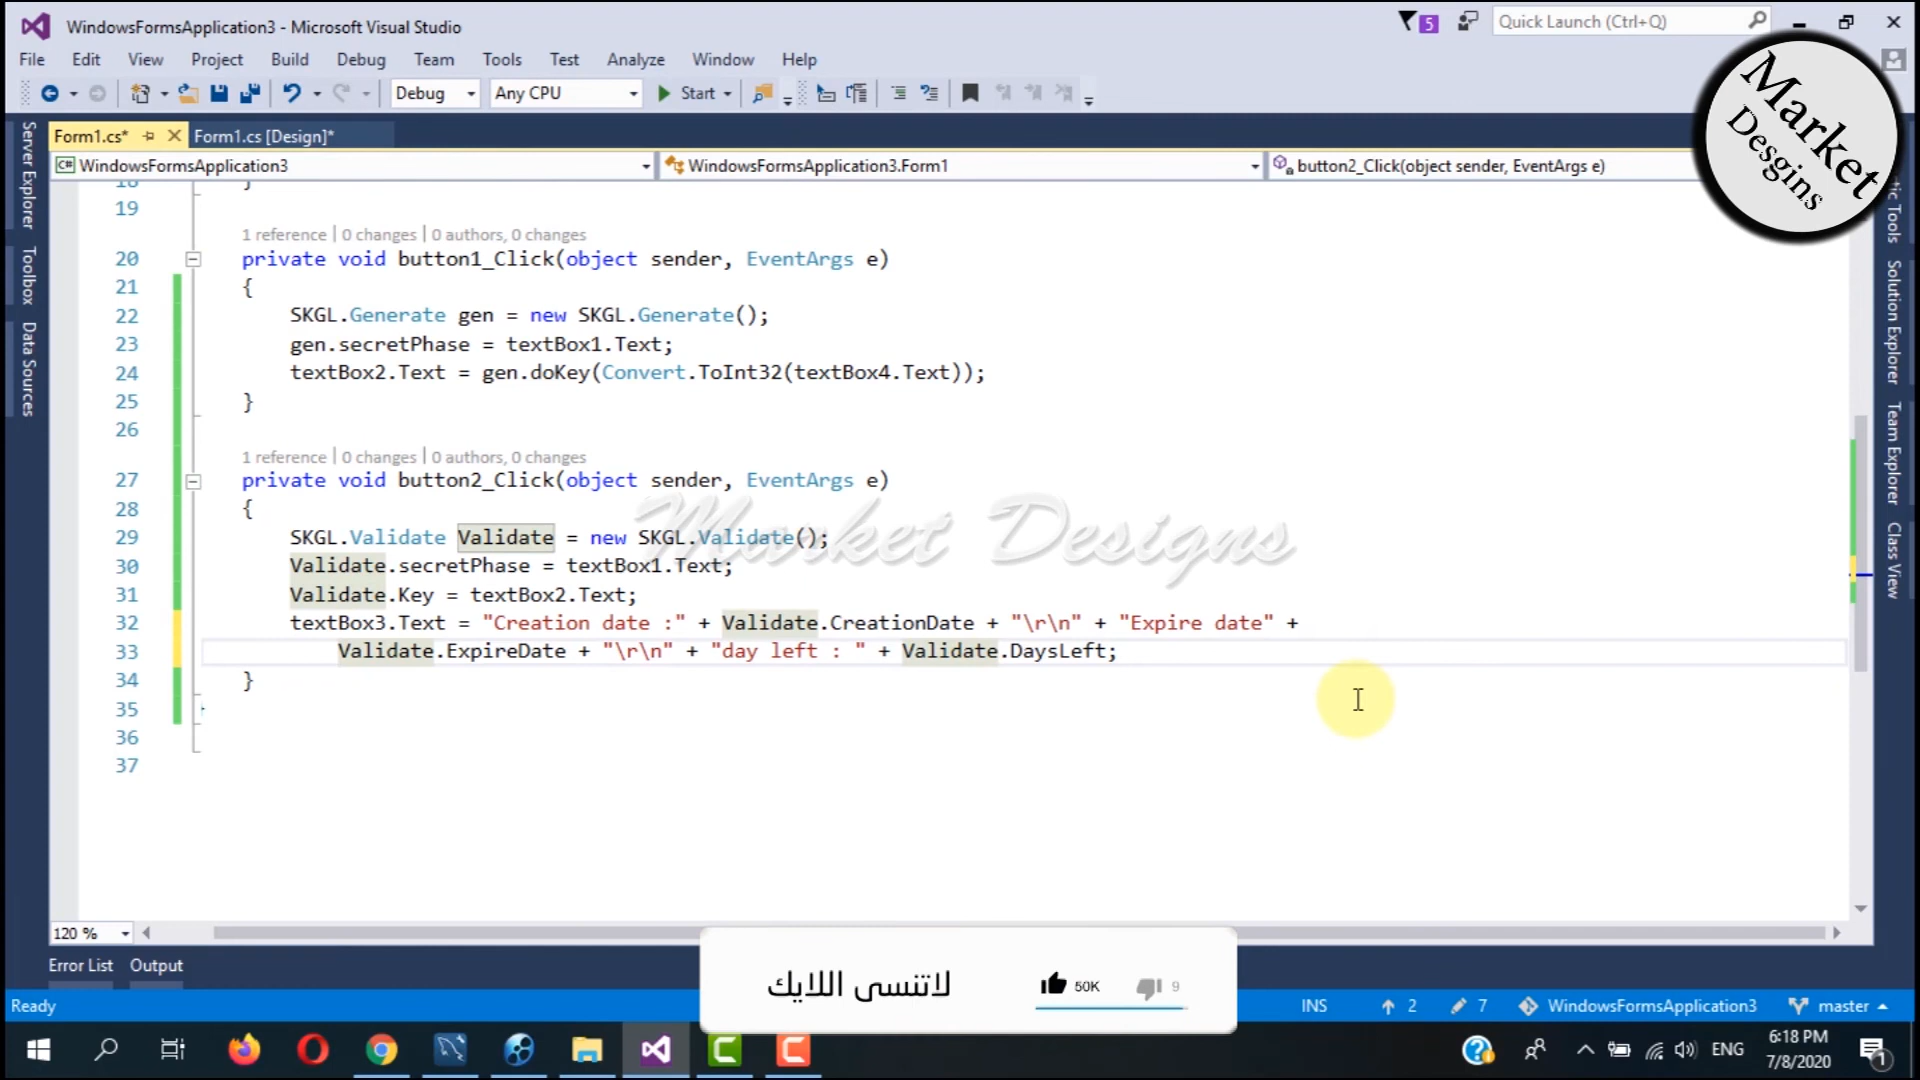 WindowsFormsApplication3 - Microsoft Visual Studio
5
Quick Launch (Ctrl+Q)
File Edit View Project Build Debug Team Tools Test Analyze Window Help
Debug
Any CPU
Start
Market
Desgins
Form1.cs*
Form1.cs [Design]*
WindowsFormsApplication3
WindowsFormsApplication3.Form1
button2_Click(object sender, EventArgs e)
Server Explorer
Toolbox
Data Sources
Solution Explorer
Team Explorer
Class View
18 }
19
1 reference | 0 changes | 0 authors, 0 changes
20 private void button1_Click(object sender, EventArgs e)
21 {
22 SKGL.Generate gen = new SKGL.Generate();
23 gen.secretPhase = textBox1.Text;
24 textBox2.Text = gen.doKey(Convert.ToInt32(textBox4.Text));
25 }
26
1 reference | 0 changes | 0 authors, 0 changes
27 private void button2_Click(object sender, EventArgs e)
28 {
29 SKGL.Validate Validate = new SKGL.Validate();
30 Validate.secretPhase = textBox1.Text;
31 Validate.Key = textBox2.Text;
32 textBox3.Text = "Creation date :" + Validate.CreationDate + "\r\n" + "Expire date" +
33 Validate.ExpireDate + "\r\n" + "day left : " + Validate.DaysLeft;
34 }
35 }
36
37
Market Designs
120 %
Error List Output
لاتنسى اللايك
50K
9
Ready
INS
2
7
WindowsFormsApplication3
master
ENG
6:18 PM
7/8/2020
1